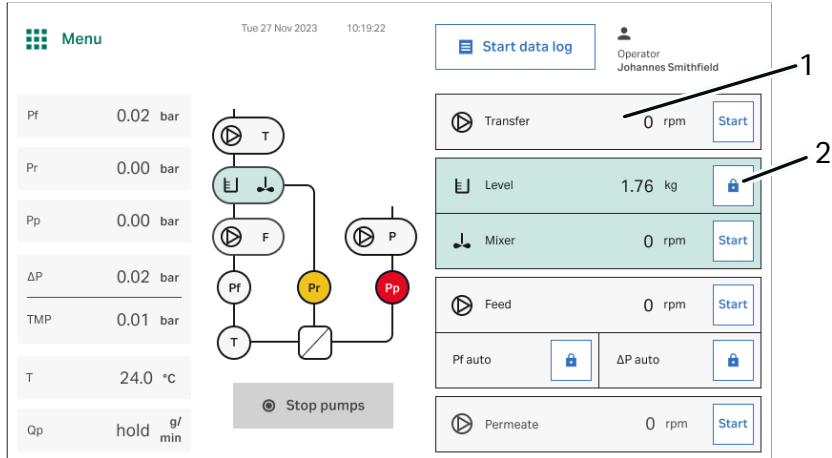 Menu
Tue 27 Nov 2023 10:19:22
Start data log
Operator
Johannes Smithfield
1
2
Pf 0.02 bar
Pr 0.00 bar
Pp 0.00 bar
ΔP 0.02 bar
TMP 0.01 bar
T 24.0 °C
Qp hold g/
min
T
F
P
Pf
Pr
Pp
T
Stop pumps
Transfer 0 rpm Start
Level 1.76 kg
Mixer 0 rpm Start
Feed 0 rpm Start
Pf auto ΔP auto
Permeate 0 rpm Start